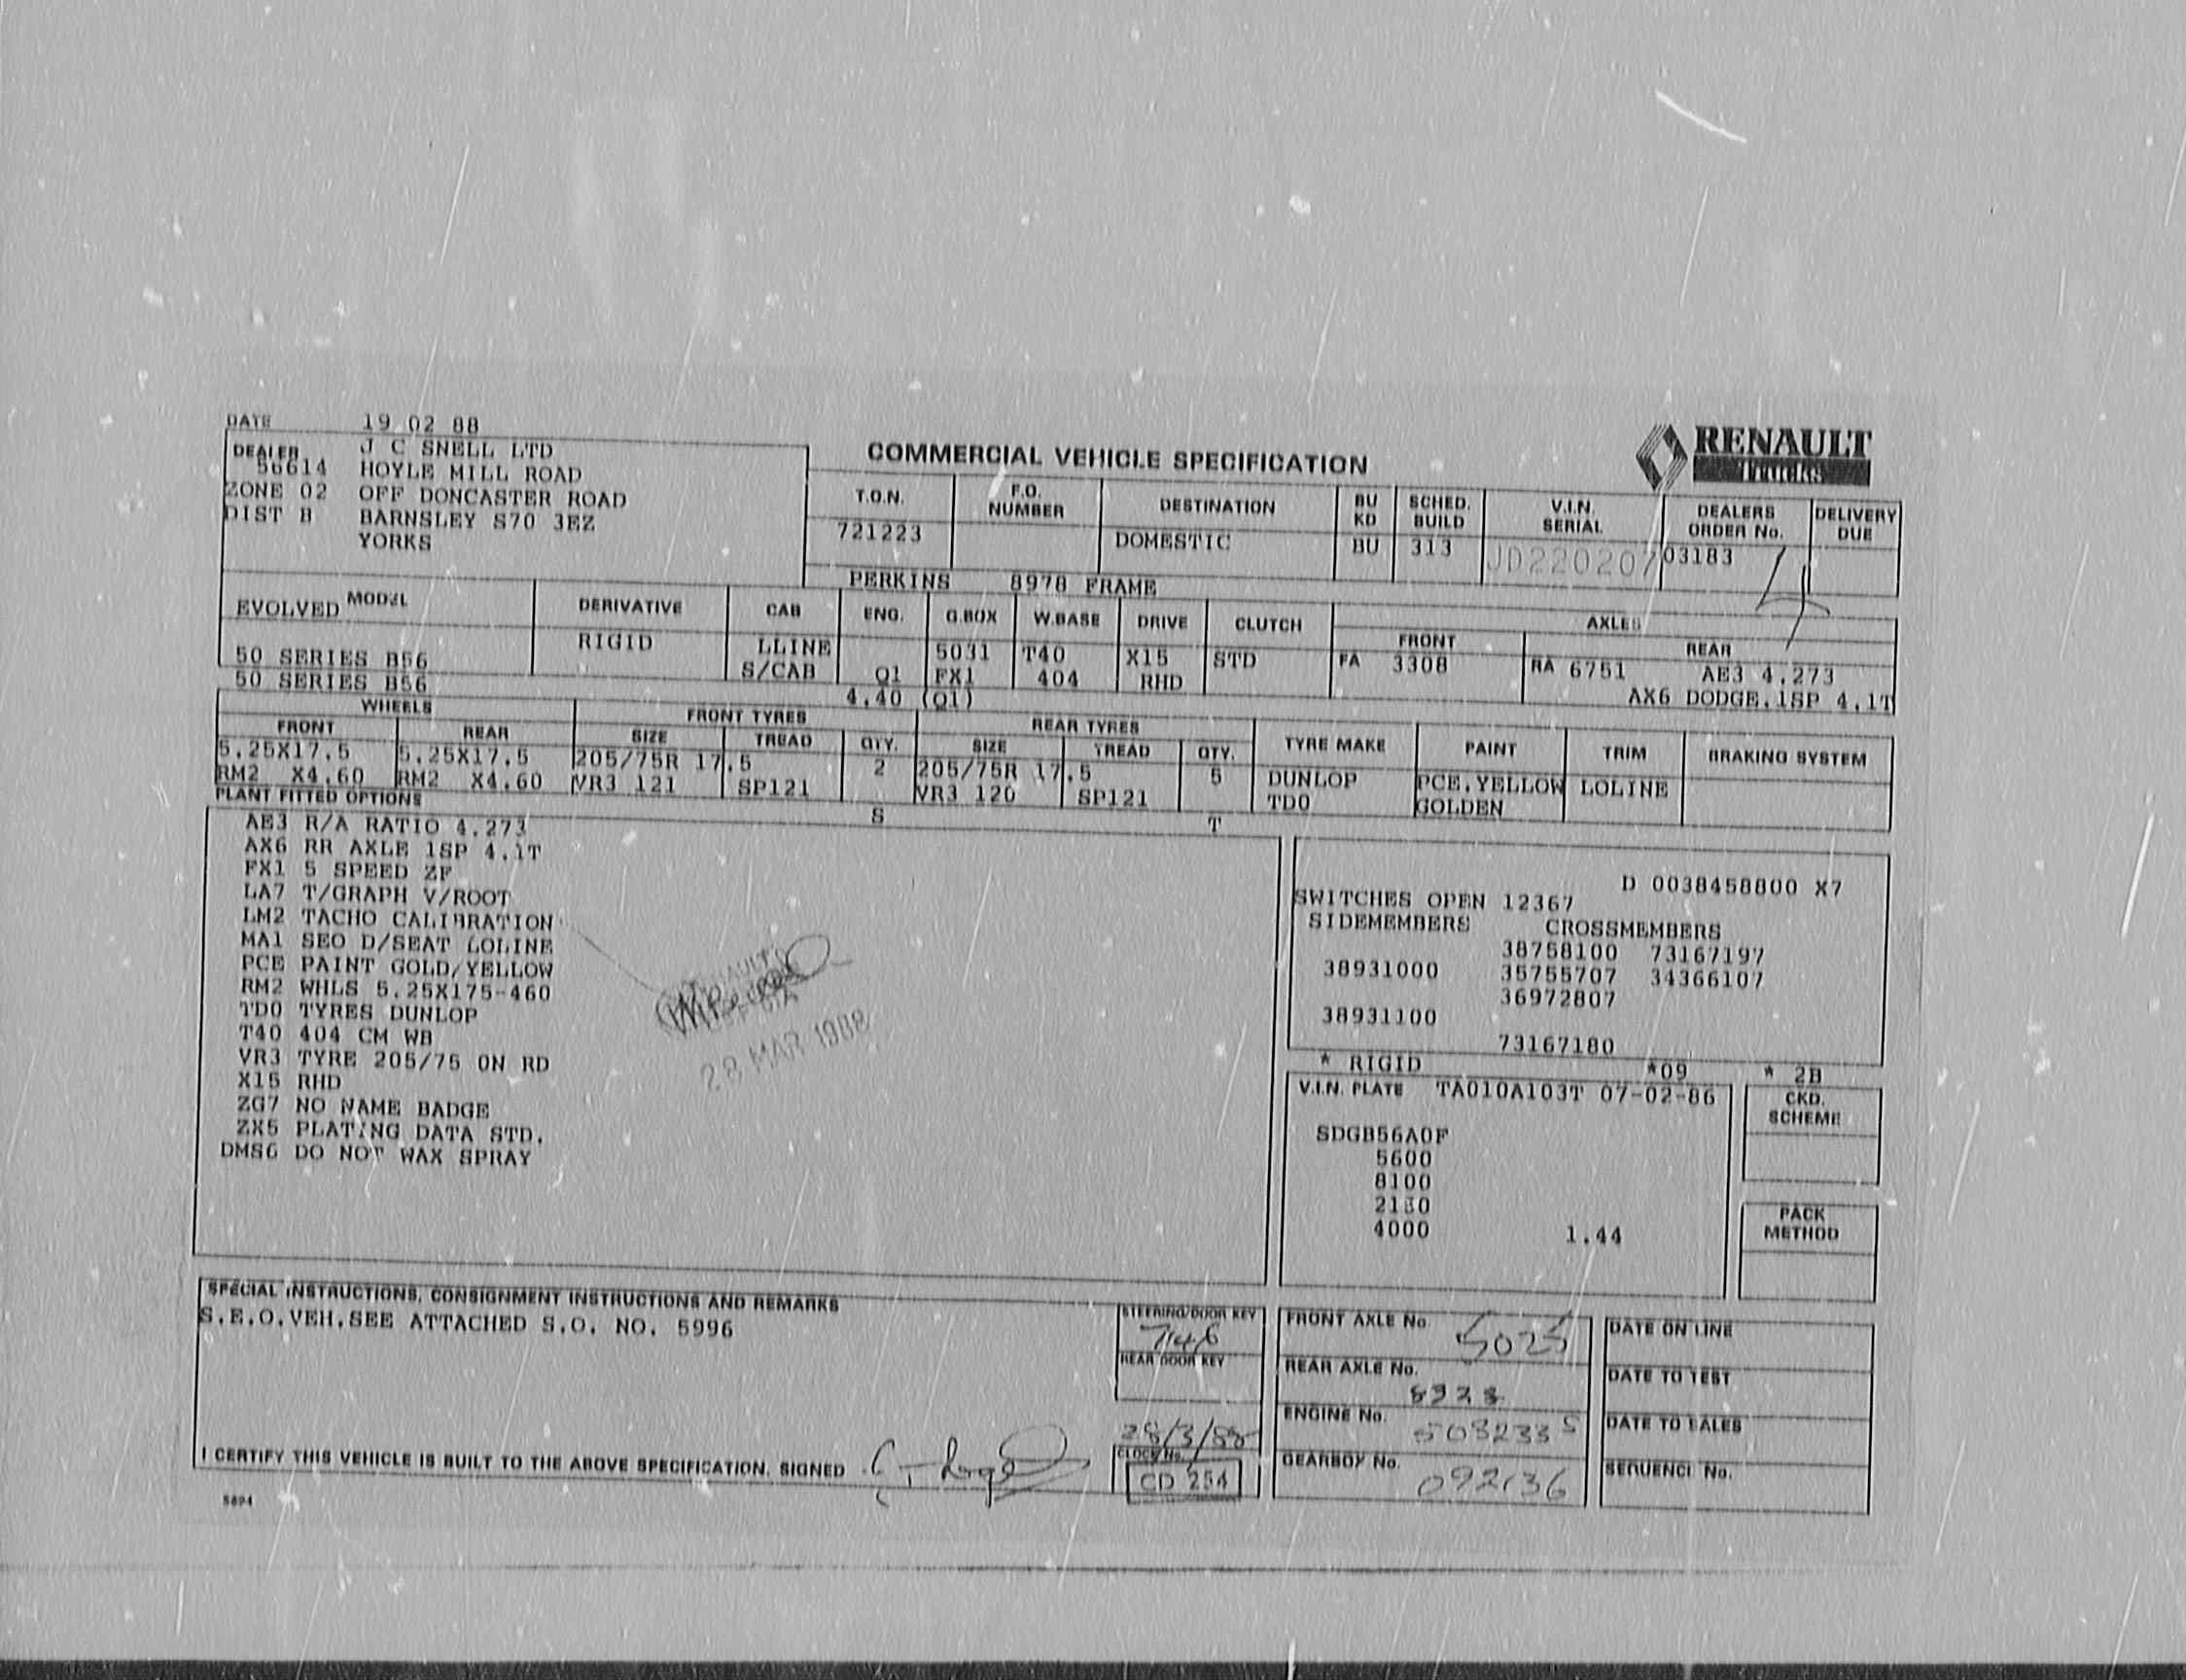 DATE 19 02 88
DEALER J C SNELL LTD
56614 HOYLE MILL ROAD
ZONE 02 OFF DONCASTER ROAD
DIST B BARNSLEY S70 3EZ
YORKS
COMMERCIAL VEHICLE SPECIFICATION
RENAULT
Trucks
T.O.N. F.O. NUMBER DESTINATION BU KD SCHED. BUILD V.I.N. SERIAL DEALERS ORDER No. DELIVERY DUE
721223 DOMESTIC BU 313 JD220207 03183 4
PERKINS 8978 FRAME
MODEL DERIVATIVE CAB ENG. G.BOX W.BASE DRIVE CLUTCH AXLES
FRONT REAR
EVOLVED
RIGID LLINE 5031 T40 X15 STD FA 3308 RA 6751 AE3 4.273
50 SERIES B56 S/CAB Q1 FX1 404 RHD
50 SERIES B56 4.40 (Q1) AX6 DODGE.1SP 4.1T
WHEELS FRONT TYRES REAR TYRES
FRONT REAR SIZE TREAD QTY. SIZE TREAD QTY. TYRE MAKE PAINT TRIM BRAKING SYSTEM
5.25X17.5 5.25X17.5 205/75R 17.5 2 205/75R 17.5 5 DUNLOP PCE.YELLOW LOLINE
RM2 X4.60 RM2 X4.60 VR3 121 SP121 VR3 120 SP121 TD0 GOLDEN
PLANT FITTED OPTIONS S T
AE3 R/A RATIO 4.273
AX6 RR AXLE 1SP 4.1T
FX1 5 SPEED ZF
LA7 T/GRAPH V/ROOT
LM2 TACHO CALIBRATION
MA1 SEO D/SEAT LOLINE
PCE PAINT GOLD/YELLOW
RM2 WHLS 5.25X175-460
TD0 TYRES DUNLOP
T40 404 CM WB
VR3 TYRE 205/75 ON RD
X15 RHD
ZG7 NO NAME BADGE
ZX5 PLATING DATA STD.
DMSG DO NOT WAX SPRAY
28 MAR 1988
D 0038458800 X7
SWITCHES OPEN 12367
SIDEMEMBERS CROSSMEMBERS
38758100 73167197
38931000 35755707 34366107
36972807
38931100
73167180
* RIGID *09 * 2B
V.I.N. PLATE TA010A103T 07-02-86
SDGB56A0F
5600
8100
2130
4000 1.44
CKD. SCHEME
PACK METHOD
SPECIAL INSTRUCTIONS, CONSIGNMENT INSTRUCTIONS AND REMARKS
S.E.O.VEH.SEE ATTACHED S.O. NO. 5996
STEERING/DOOR KEY
746
REAR DOOR KEY
28/3/88
CLOCK No.
CD 254
I CERTIFY THIS VEHICLE IS BUILT TO THE ABOVE SPECIFICATION. SIGNED
5894
FRONT AXLE No. 5025
REAR AXLE No. 8928
ENGINE No. 508233 S
GEARBOX No. 092136
DATE ON LINE
DATE TO TEST
DATE TO SALES
SEQUENCE No.